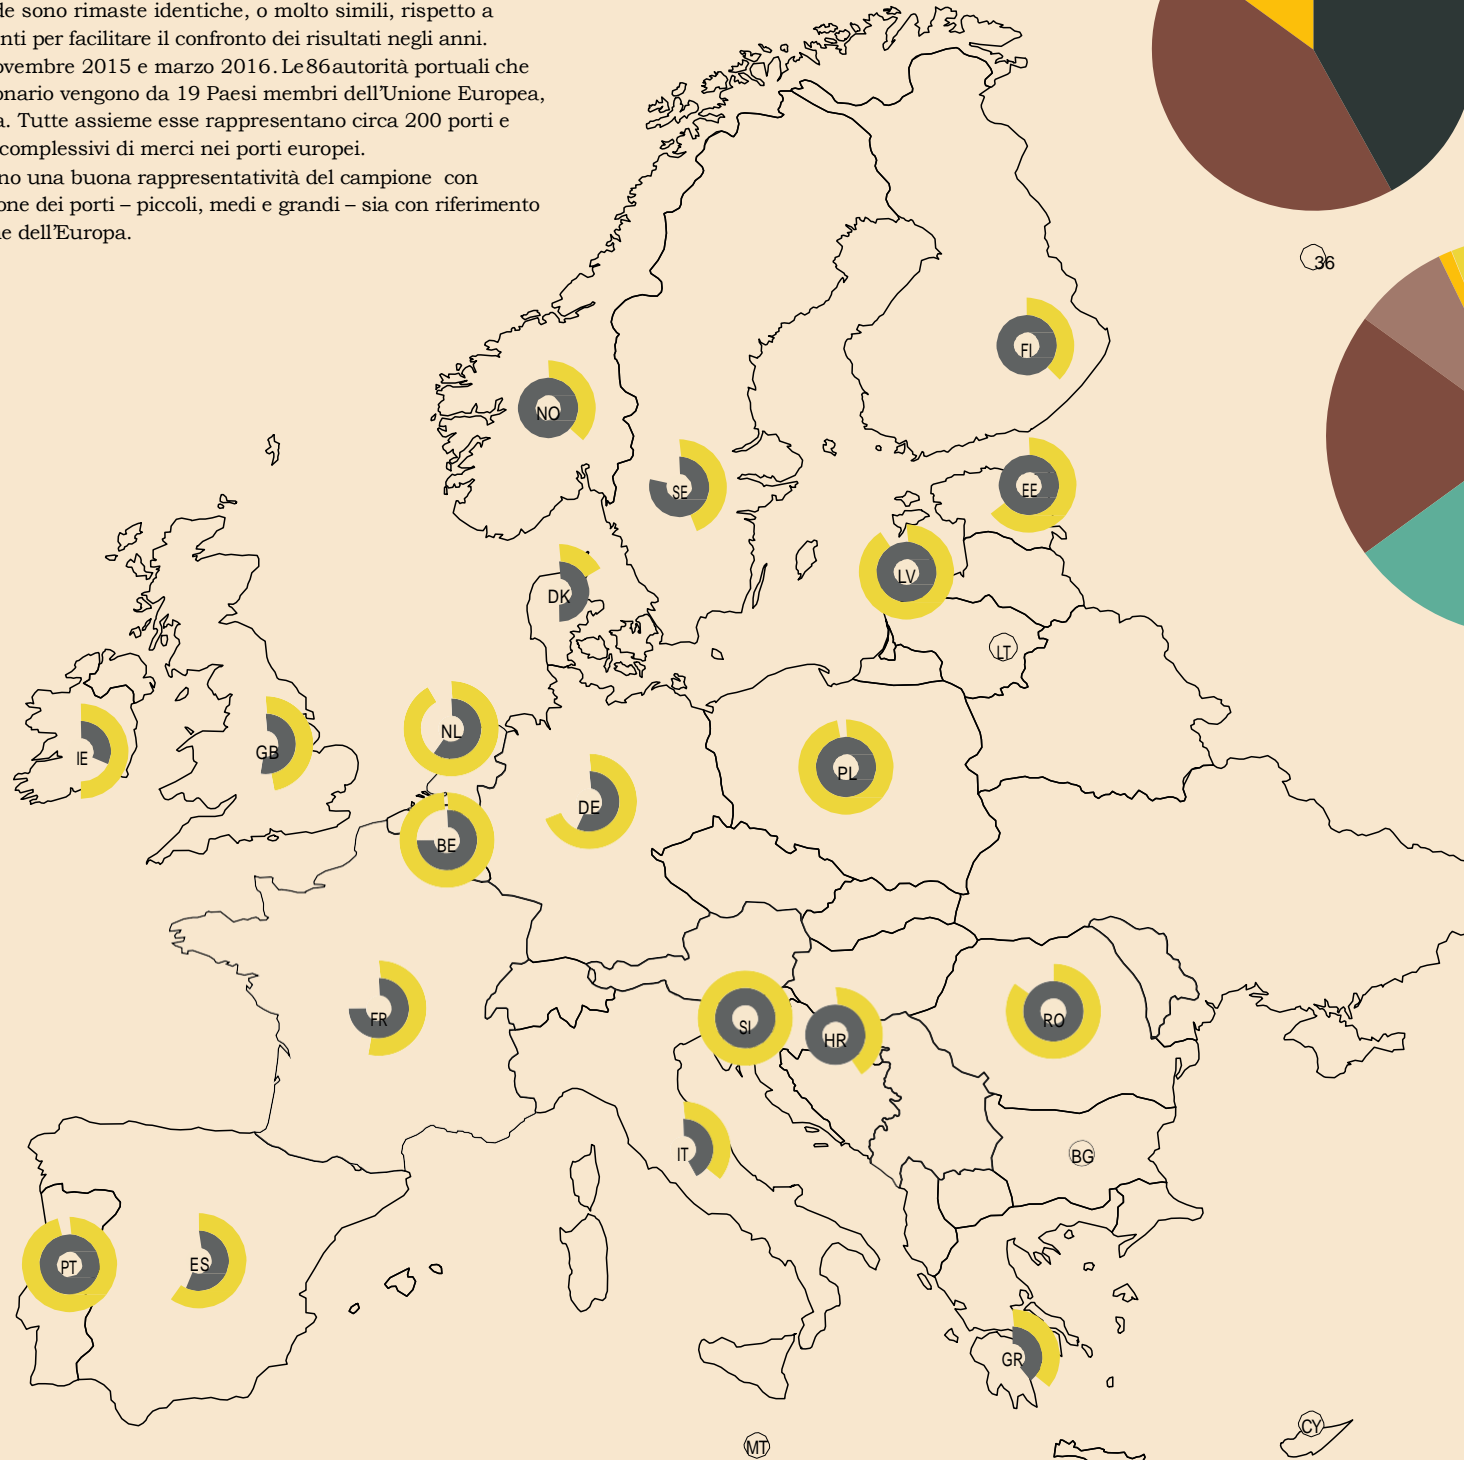 de sono rimaste identiche, o molto simili, rispetto a
nti per facilitare il confronto dei risultati negli anni.
ovembre 2015 e marzo 2016. Le 86 autorità portuali che
onario vengono da 19 Paesi membri dell'Unione Europea,
a. Tutte assieme esse rappresentano circa 200 porti e
complessivi di merci nei porti europei.
no una buona rappresentatività del campione con
one dei porti – piccoli, medi e grandi – sia con riferimento
e dell'Europa.
36
FI
NO
SE
EE
LV
DK
LT
NL
IE
GB
PL
DE
BE
FR
SI
RO
HR
IT
BG
PT
ES
GR
CY
MT